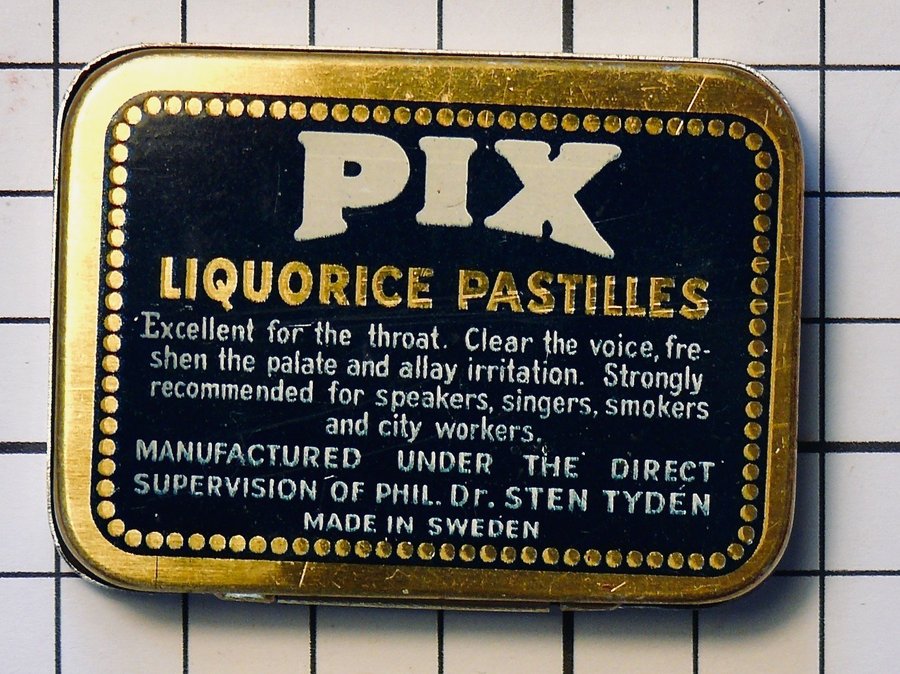 PIX
LIQUORICE PASTILLES
Excellent for the throat. Clear the voice, fre-
shen the palate and allay irritation. Strongly
recommended for speakers, singers, smokers
and city workers.
MANUFACTURED UNDER THE DIRECT
SUPERVISION OF PHIL. Dr. STEN TYDÉN
MADE IN SWEDEN